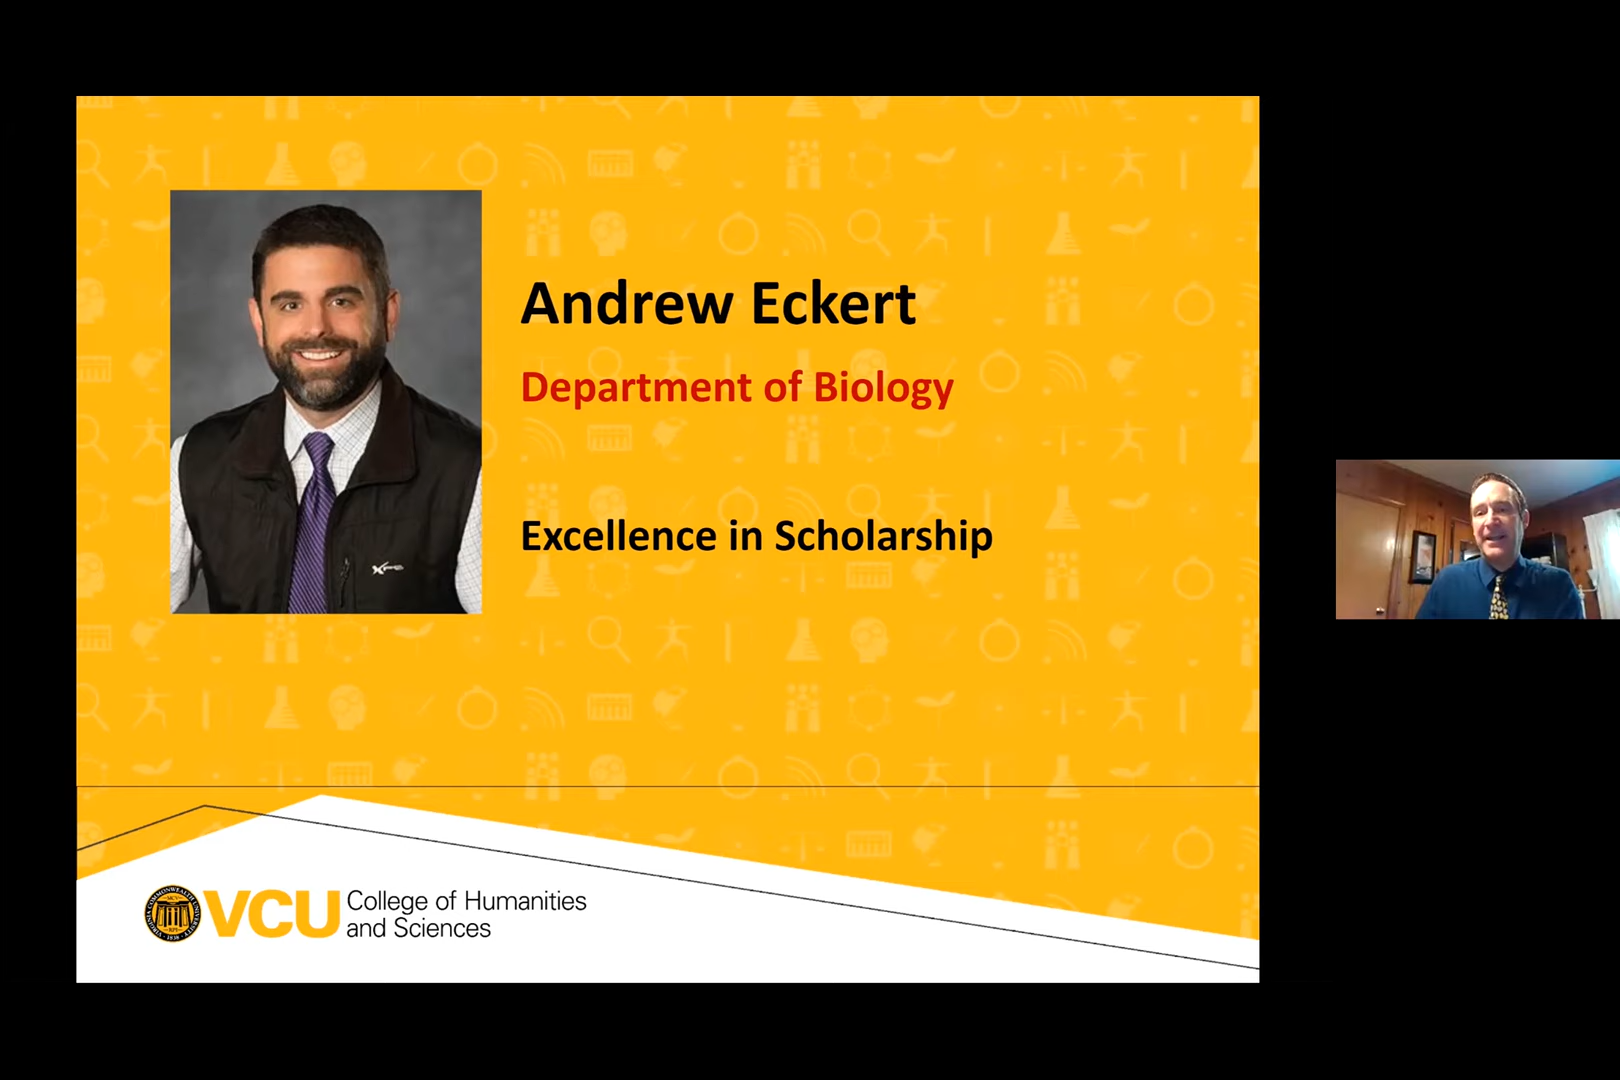 Andrew Eckert
Department of Biology
Excellence in Scholarship
VCU
College of Humanities
and Sciences